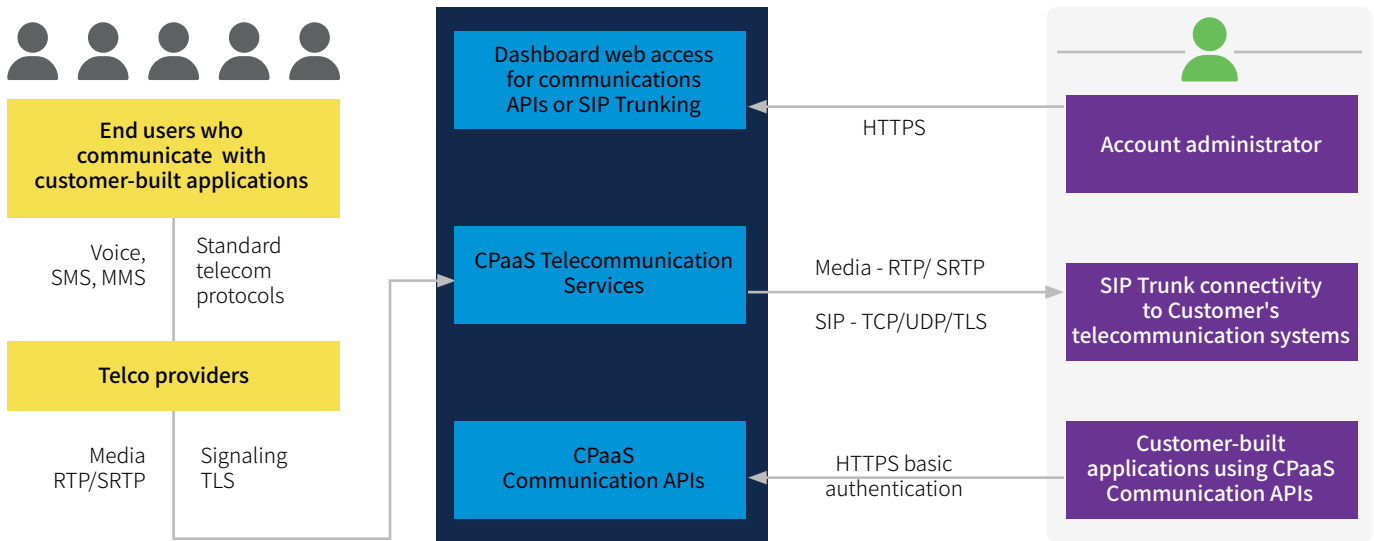 End users who
communicate with
customer-built applications
Voice,
SMS, MMS
Standard
telecom
protocols
Telco providers
Media
RTP/SRTP
Signaling
TLS
Dashboard web access
for communications
APIs or SIP Trunking
CPaaS Telecommunication
Services
CPaaS
Communication APIs
HTTPS
Media - RTP/ SRTP
SIP - TCP/UDP/TLS
HTTPS basic
authentication
Account administrator
SIP Trunk connectivity
to Customer's
telecommunication systems
Customer-built
applications using CPaaS
Communication APIs